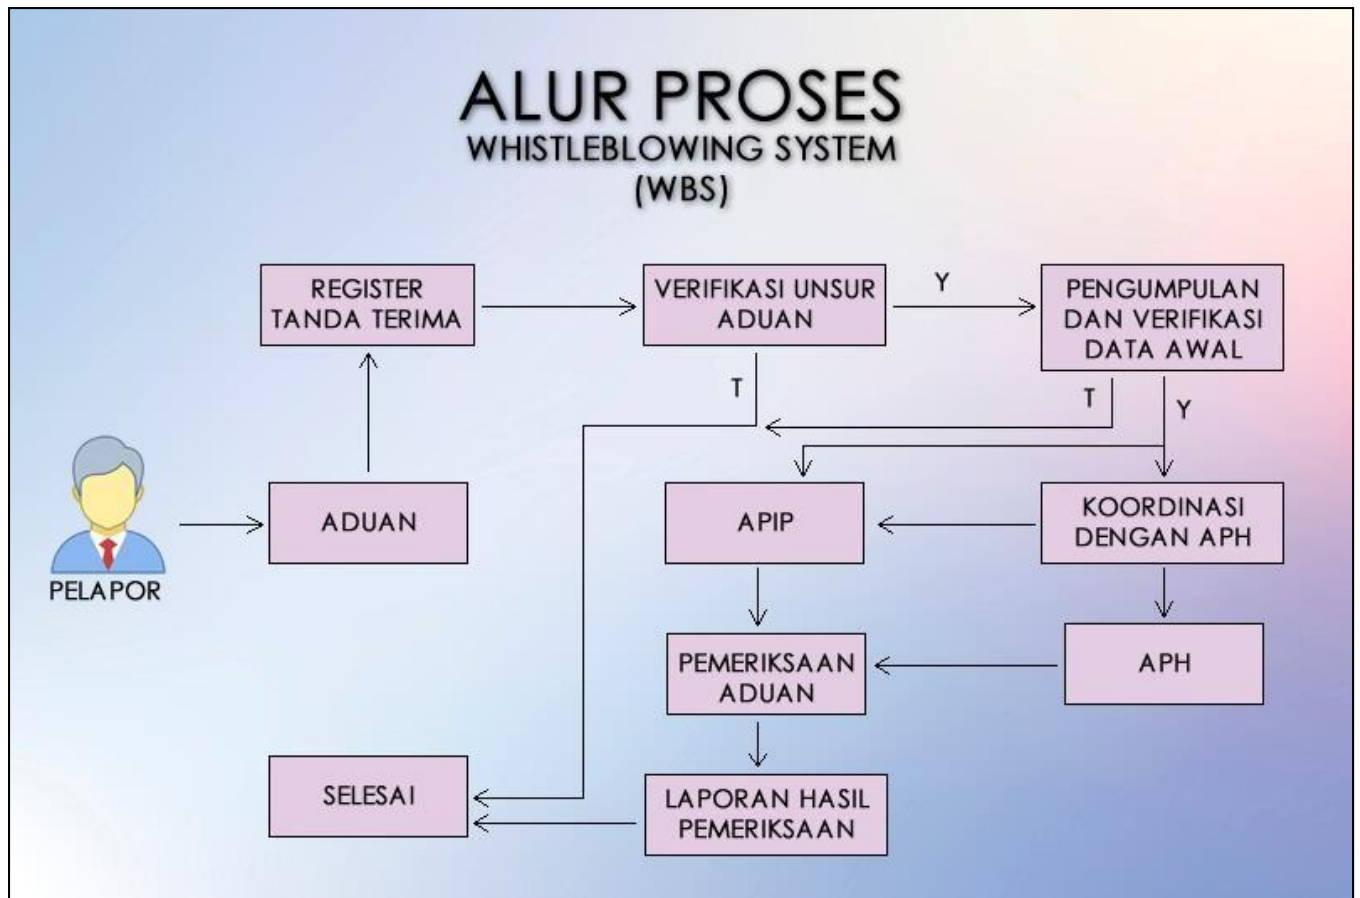 ALUR PROSES
WHISTLEBLOWING SYSTEM
(WBS)
REGISTER
TANDA TERIMA
VERIFIKASI UNSUR
ADUAN
Y
PENGUMPULAN
DAN VERIFIKASI
DATA AWAL
T
T
Y
PELAPOR
ADUAN
APIP
KOORDINASI
DENGAN APH
PEMERIKSAAN
ADUAN
APH
SELESAI
LAPORAN HASIL
PEMERIKSAAN